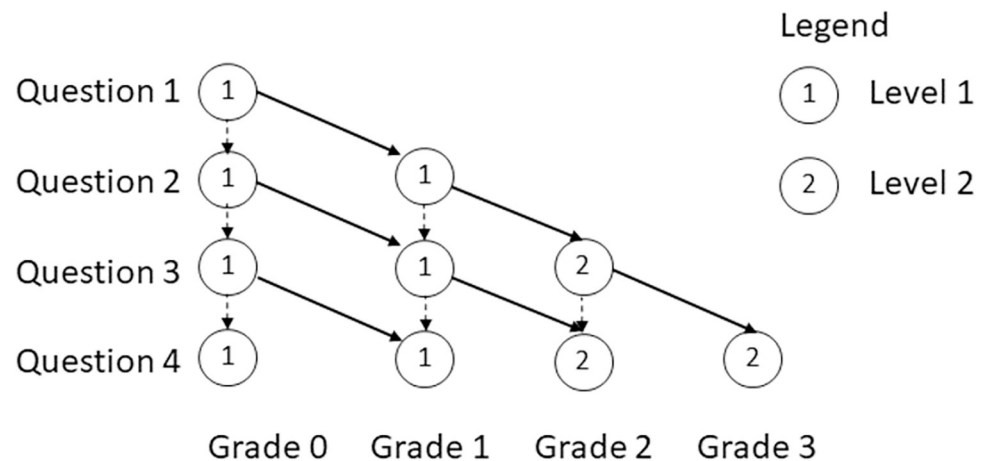 Legend
Question 1 1 1 Level 1
Question 2 1 1 2 Level 2
Question 3 1 1 2
Question 4 1 1 2 2
Grade 0 Grade 1 Grade 2 Grade 3